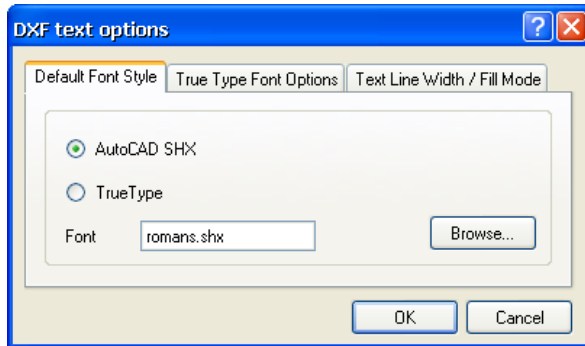 DXF text options
Default Font Style True Type Font Options Text Line Width / Fill Mode
AutoCAD SHX
TrueType
Font romans.shx Browse...
OK Cancel